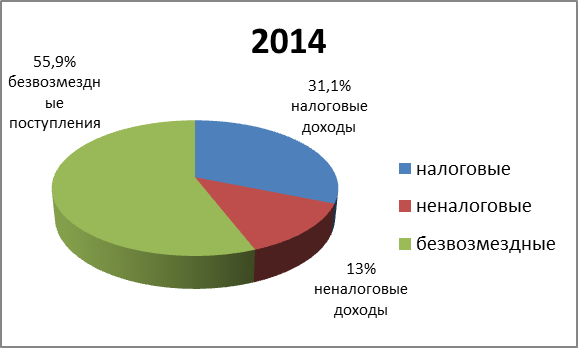 2014
55,9%
безвозмездн
ые
поступления
31,1%
налоговые
доходы
налоговые
неналоговые
безвозмездные
13%
неналоговые
доходы